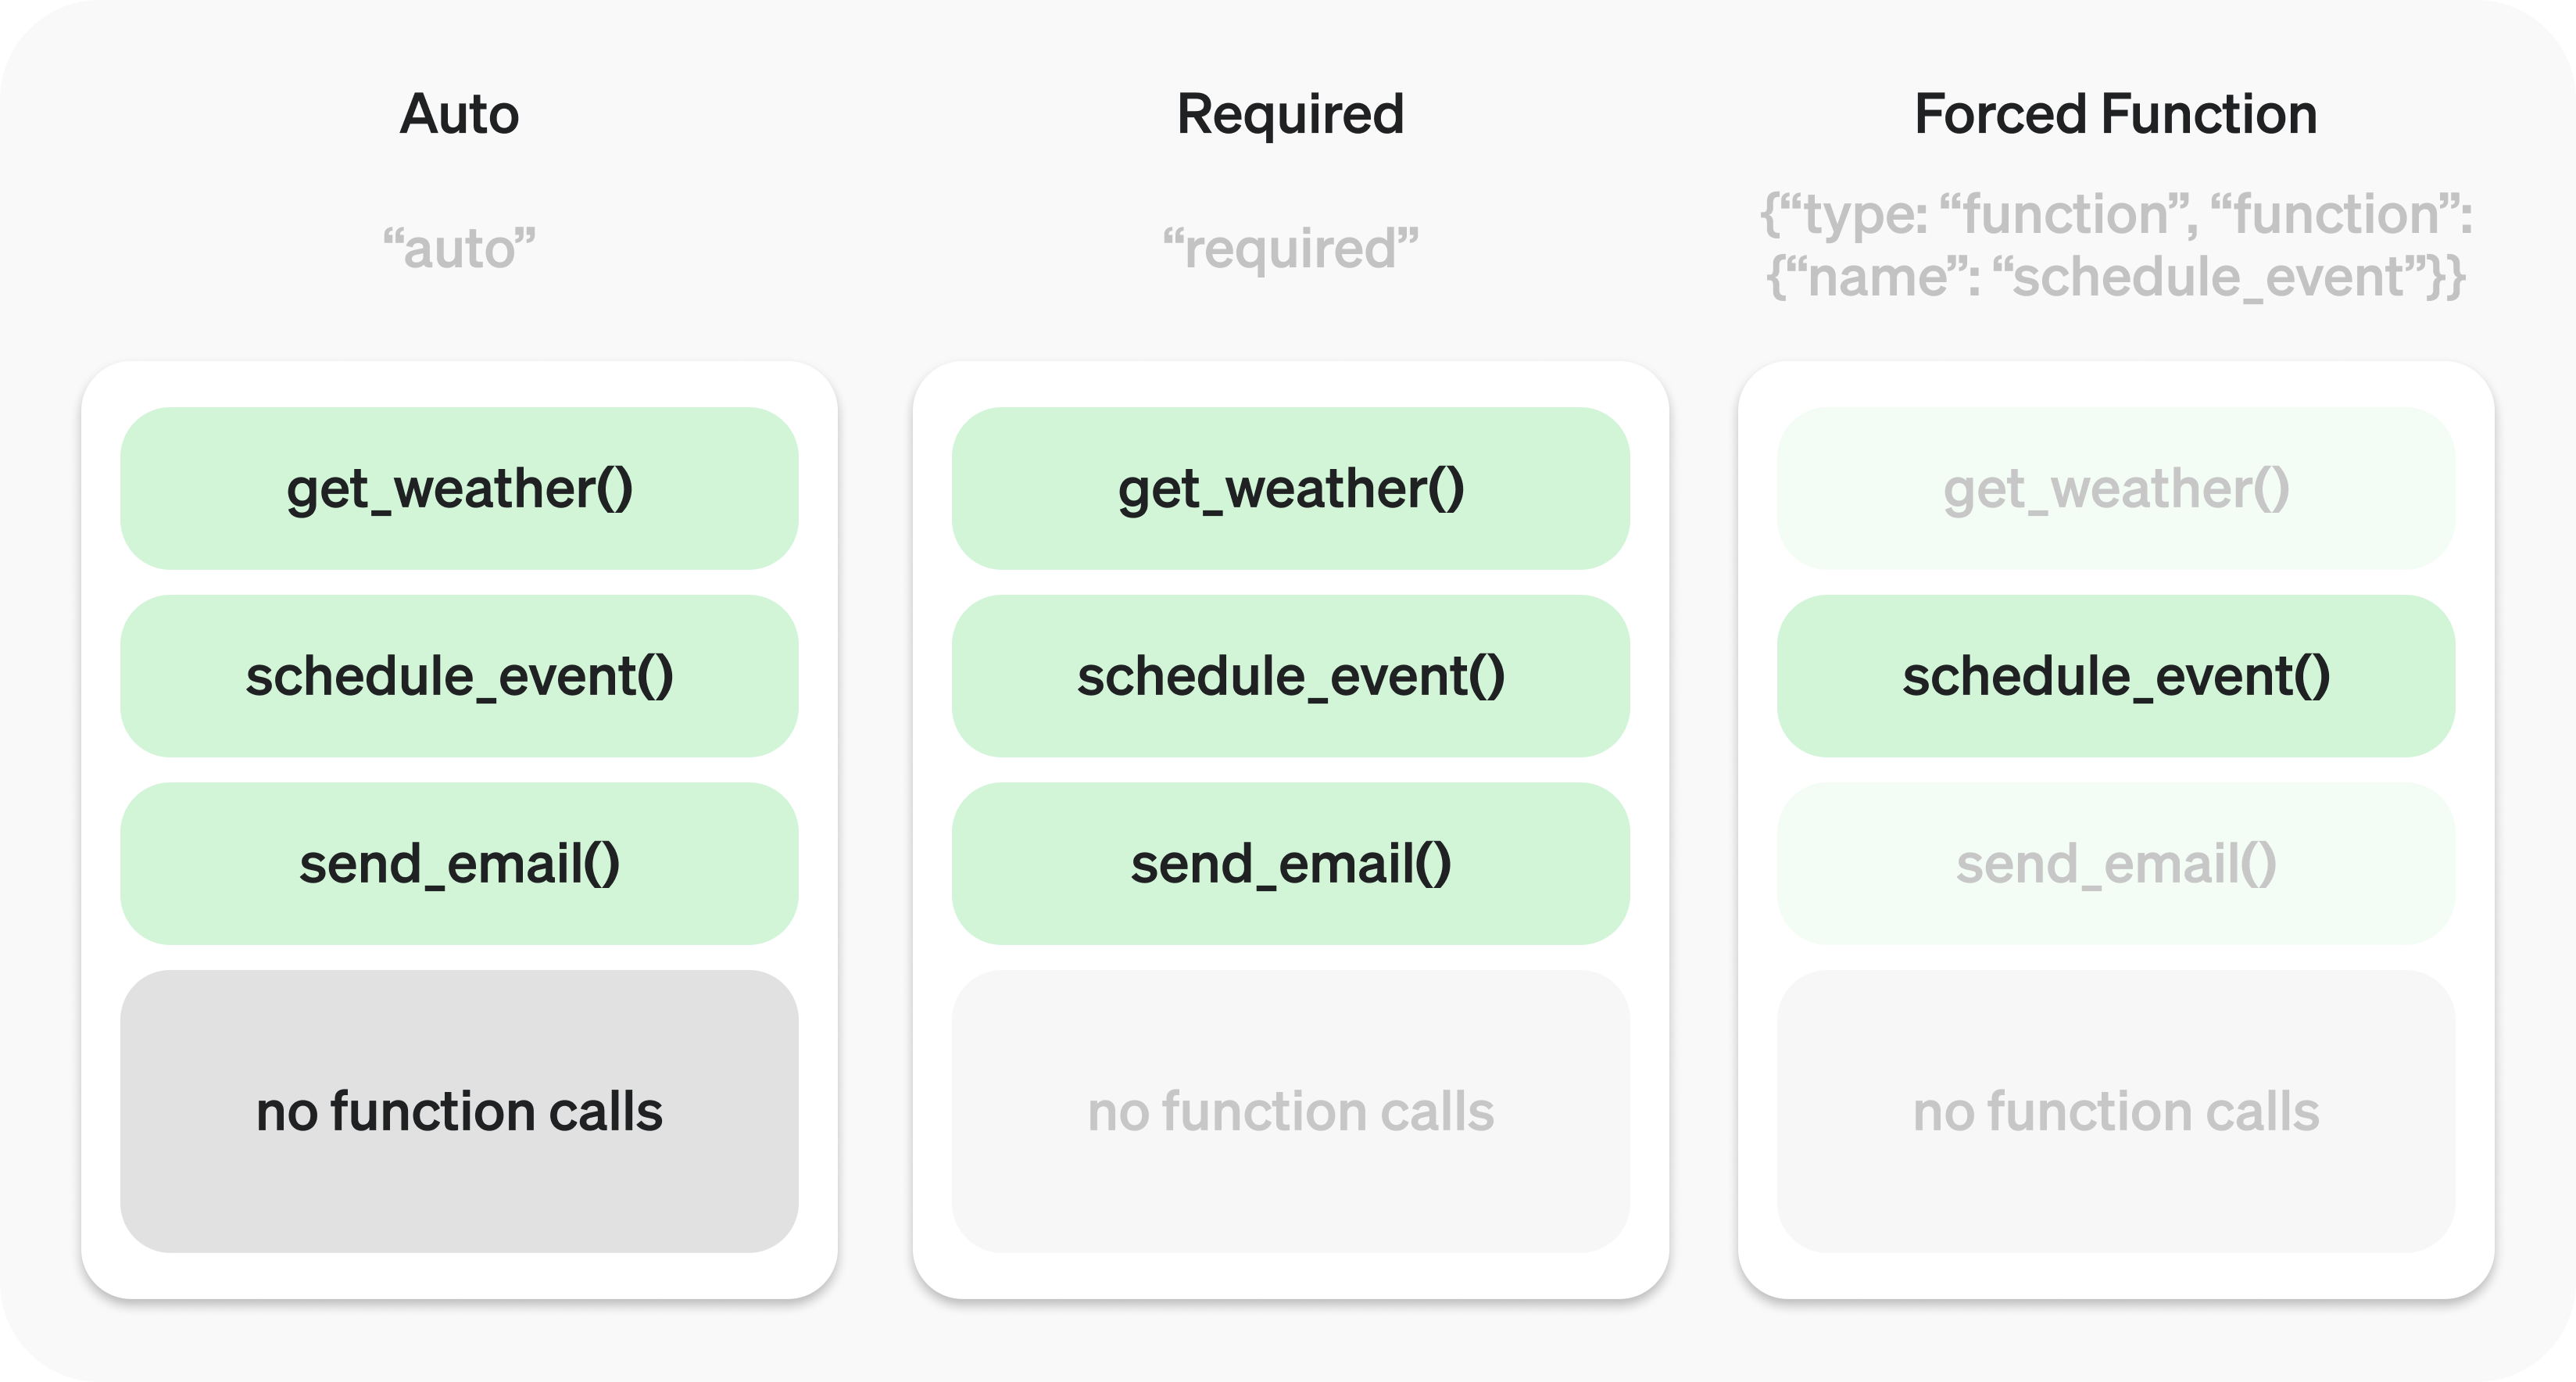 Auto
“auto”
get_weather()
schedule_event()
send_email()
no function calls
Required
“required”
get_weather()
schedule_event()
send_email()
no function calls
Forced Function
{“type: “function”, “function”:
{“name”: “schedule_event”}}
get_weather()
schedule_event()
send_email()
no function calls